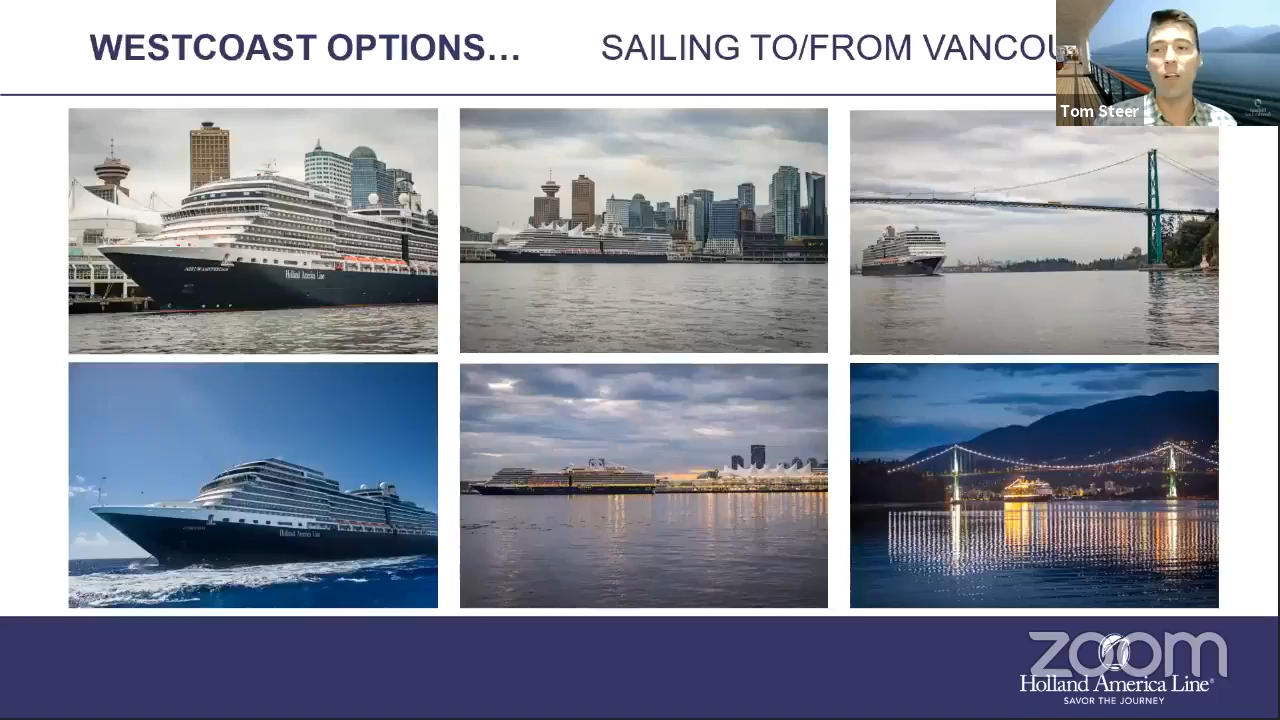 WESTCOAST OPTIONS… SAILING TO/FROM VANCOU
Tom Steer
Holland America Line
Holland America Line
zoom
Holland America Line®
SAVOR THE JOURNEY